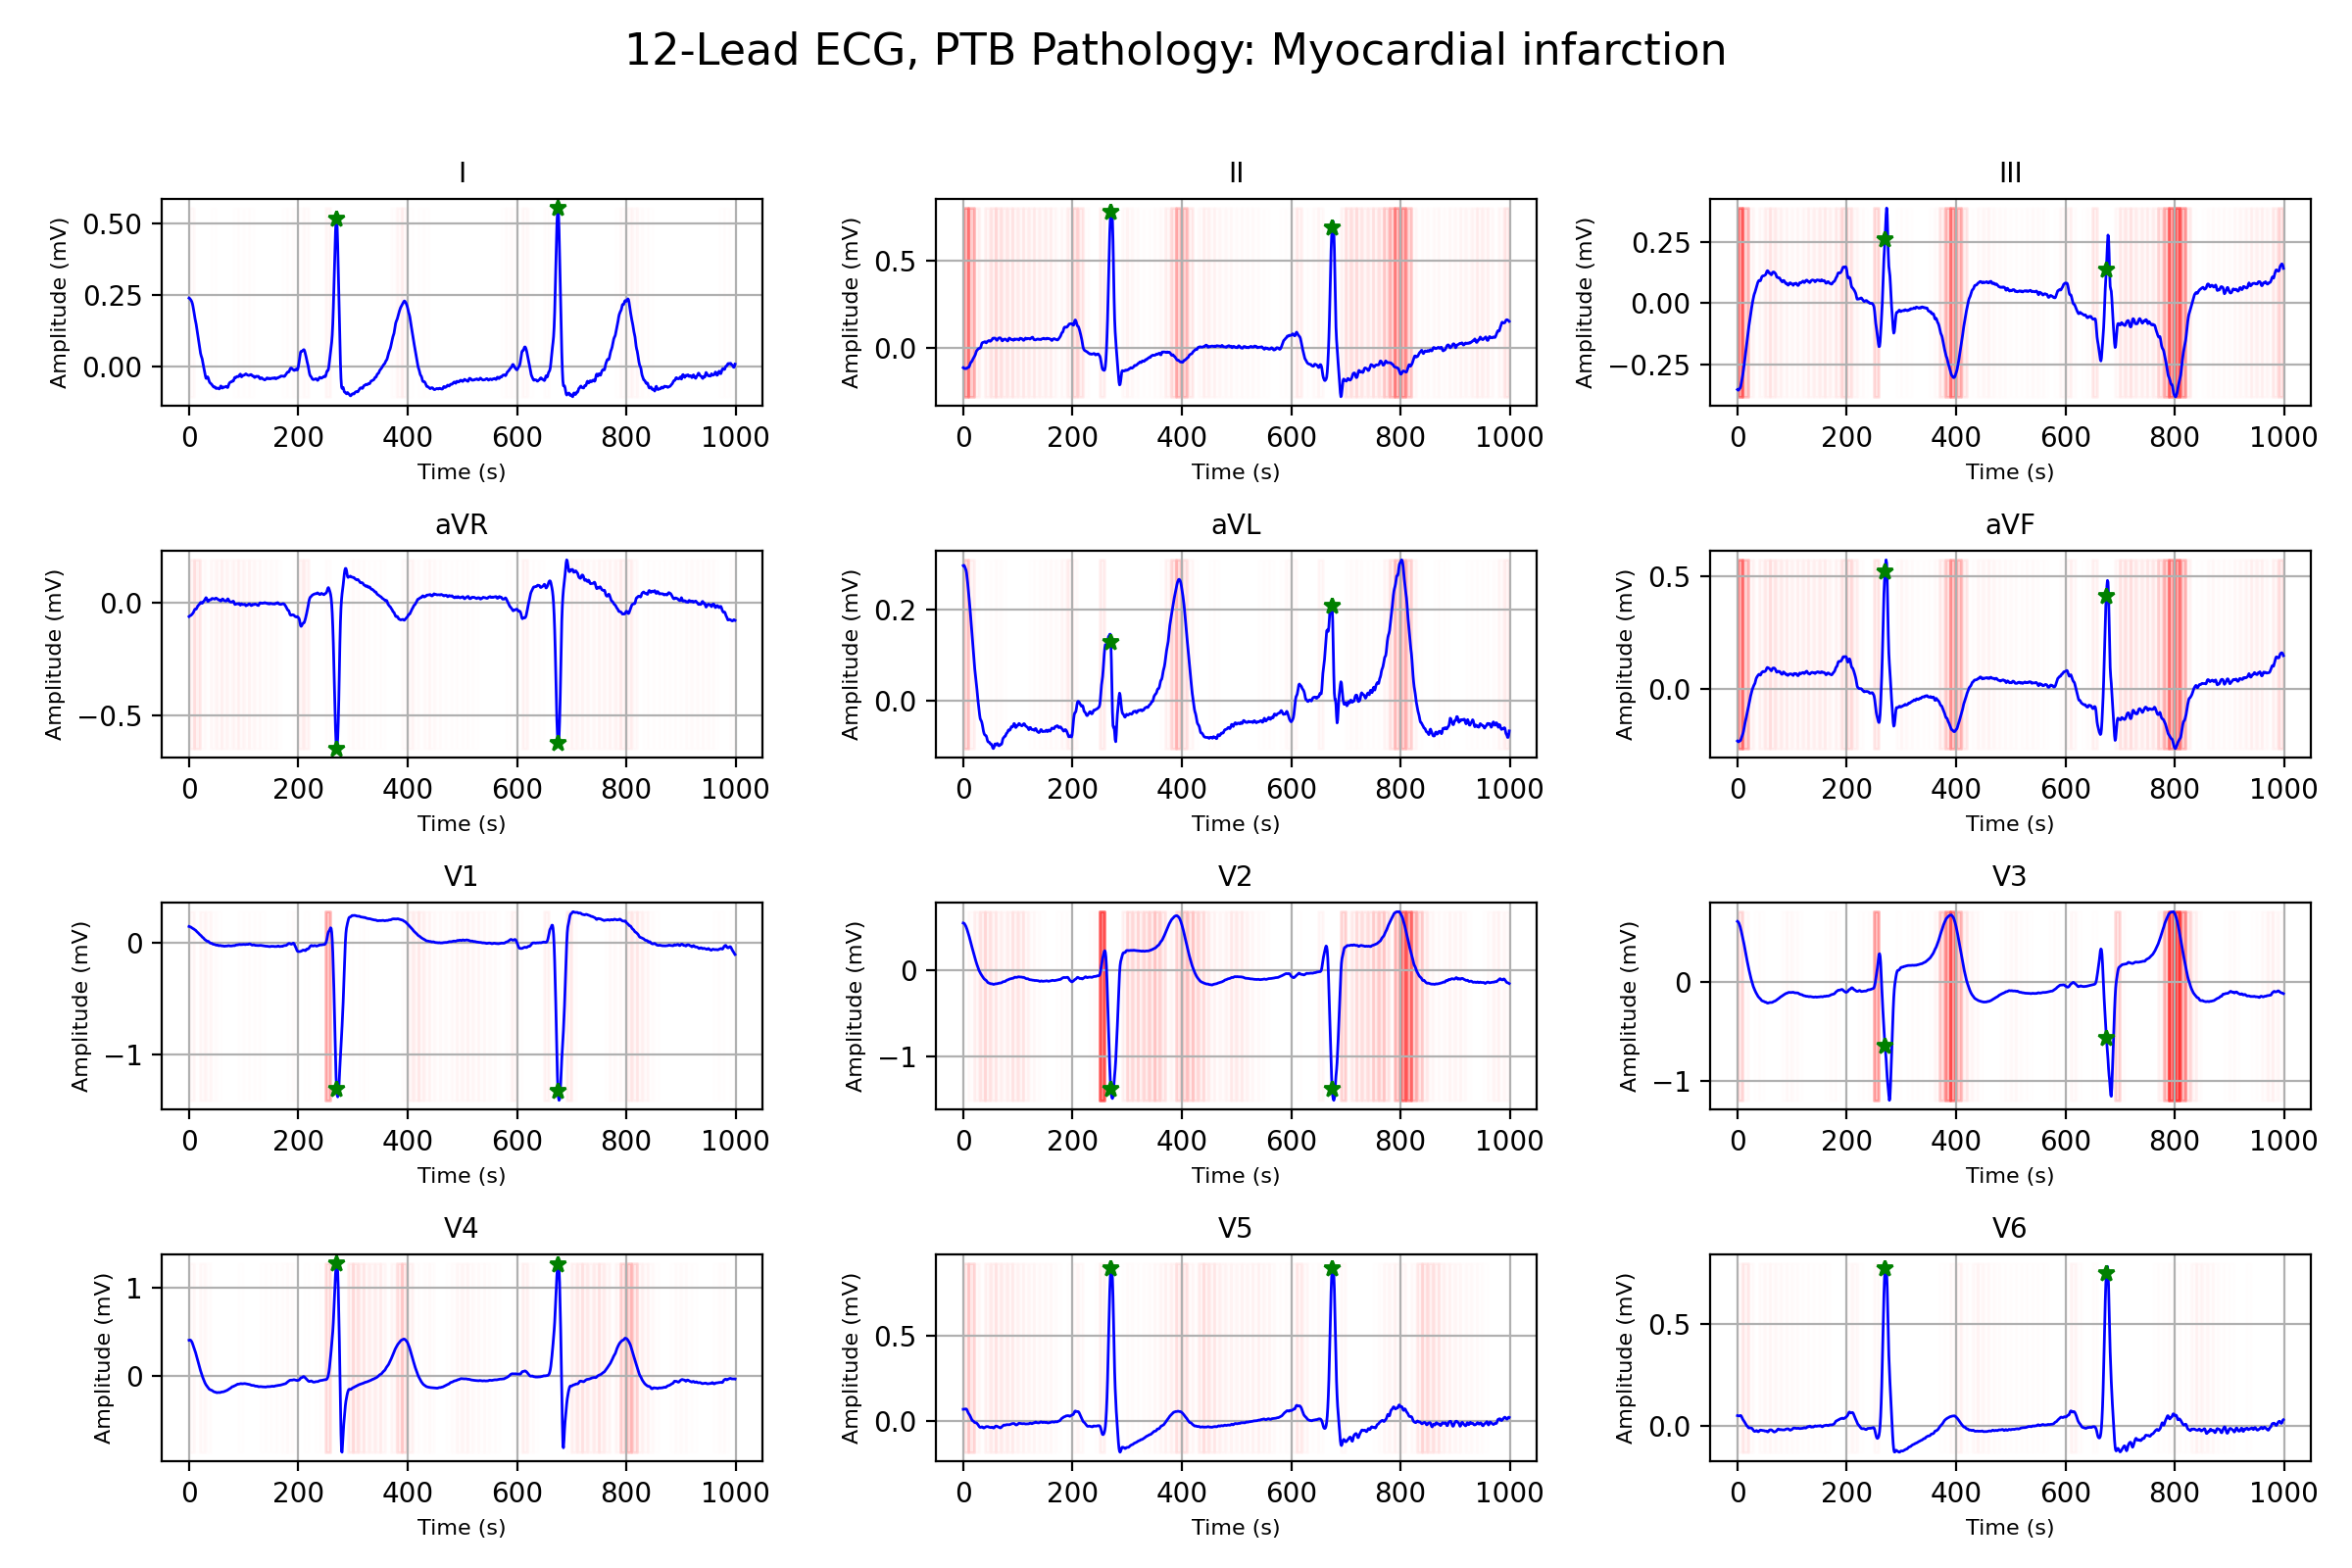 12-Lead ECG, PTB Pathology: Myocardial infarction
I
Amplitude (mV)
0.50
0.25
0.00
0 200 400 600 800 1000
Time (s)
II
Amplitude (mV)
0.5
0.0
0 200 400 600 800 1000
Time (s)
III
Amplitude (mV)
0.25
0.00
−0.25
0 200 400 600 800 1000
Time (s)
aVR
Amplitude (mV)
0.0
−0.5
0 200 400 600 800 1000
Time (s)
aVL
Amplitude (mV)
0.2
0.0
0 200 400 600 800 1000
Time (s)
aVF
Amplitude (mV)
0.5
0.0
0 200 400 600 800 1000
Time (s)
V1
Amplitude (mV)
0
−1
0 200 400 600 800 1000
Time (s)
V2
Amplitude (mV)
0
−1
0 200 400 600 800 1000
Time (s)
V3
Amplitude (mV)
0
−1
0 200 400 600 800 1000
Time (s)
V4
Amplitude (mV)
1
0
0 200 400 600 800 1000
Time (s)
V5
Amplitude (mV)
0.5
0.0
0 200 400 600 800 1000
Time (s)
V6
Amplitude (mV)
0.5
0.0
0 200 400 600 800 1000
Time (s)